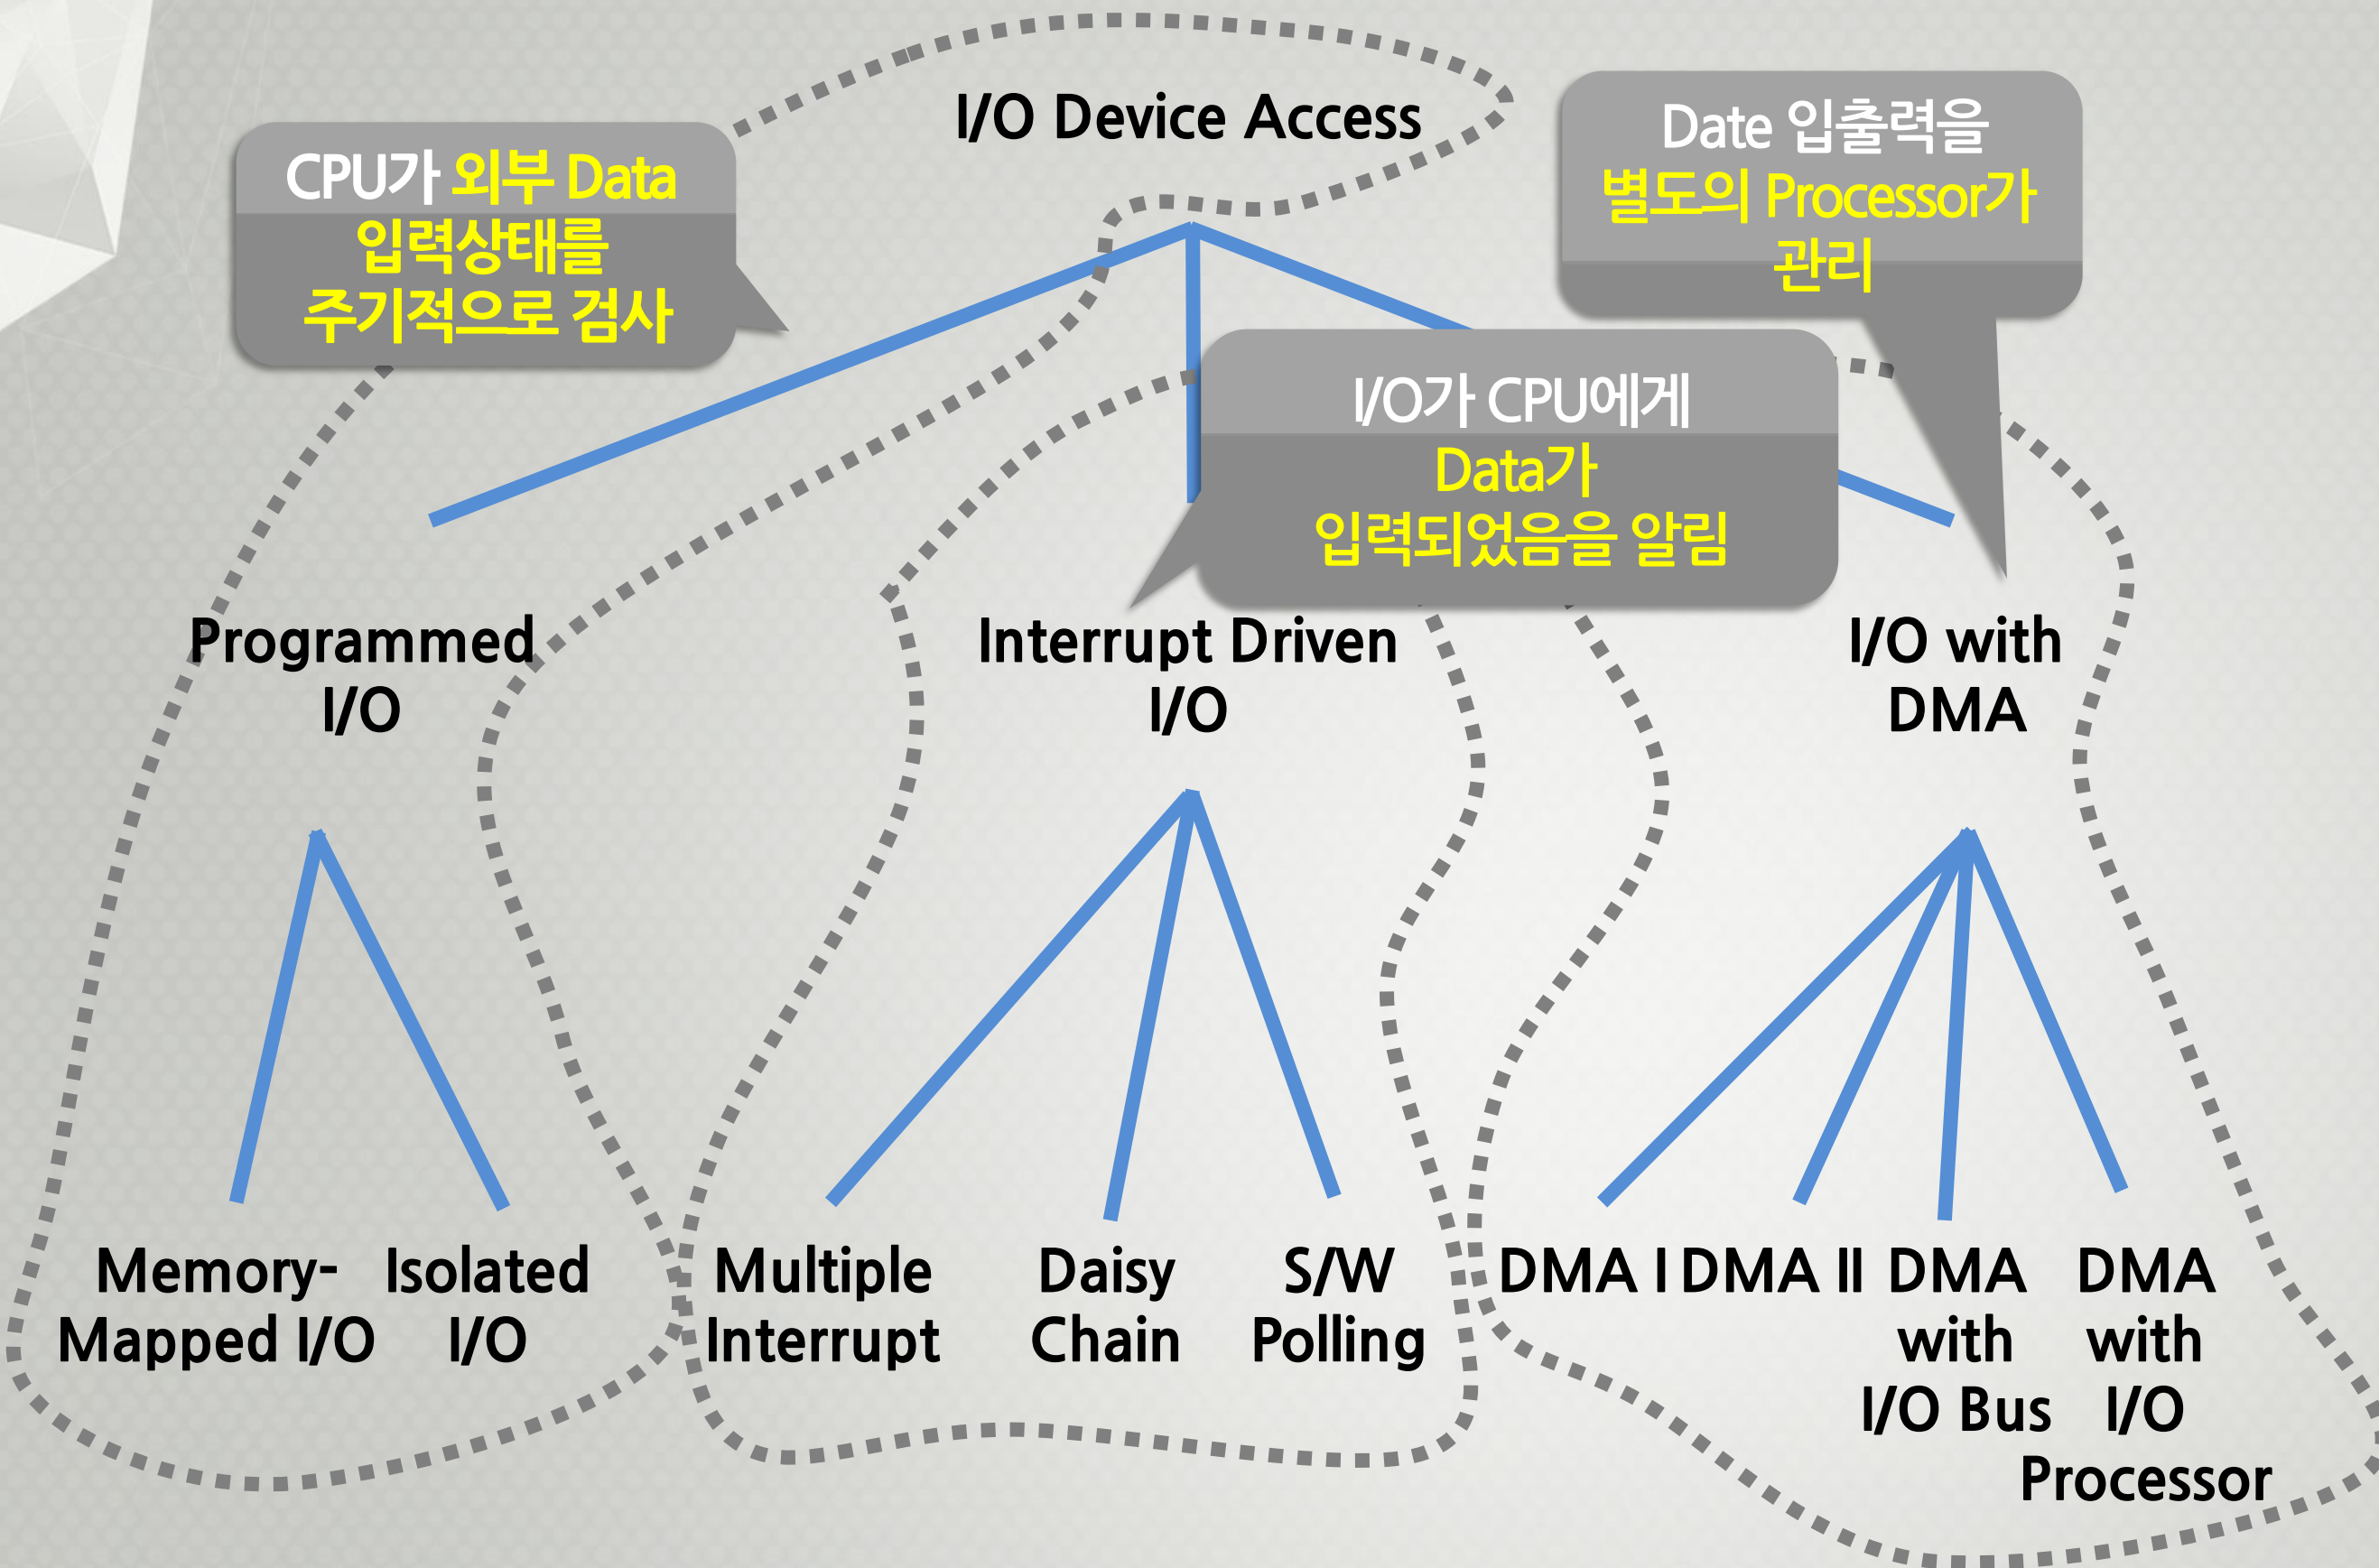 I/O Device Access
CPU가 외부 Data
입력상태를
주기적으로 검사
Date 입출력을
별도의 Processor가
관리
I/O가 CPU에게
Data가
입력되었음을 알림
Programmed
I/O
Interrupt Driven
I/O
I/O with
DMA
Memory-
Mapped I/O
Isolated
I/O
Multiple
Interrupt
Daisy
Chain
S/W
Polling
DMA I
DMA II
DMA
with
I/O Bus
DMA
with
I/O
Processor